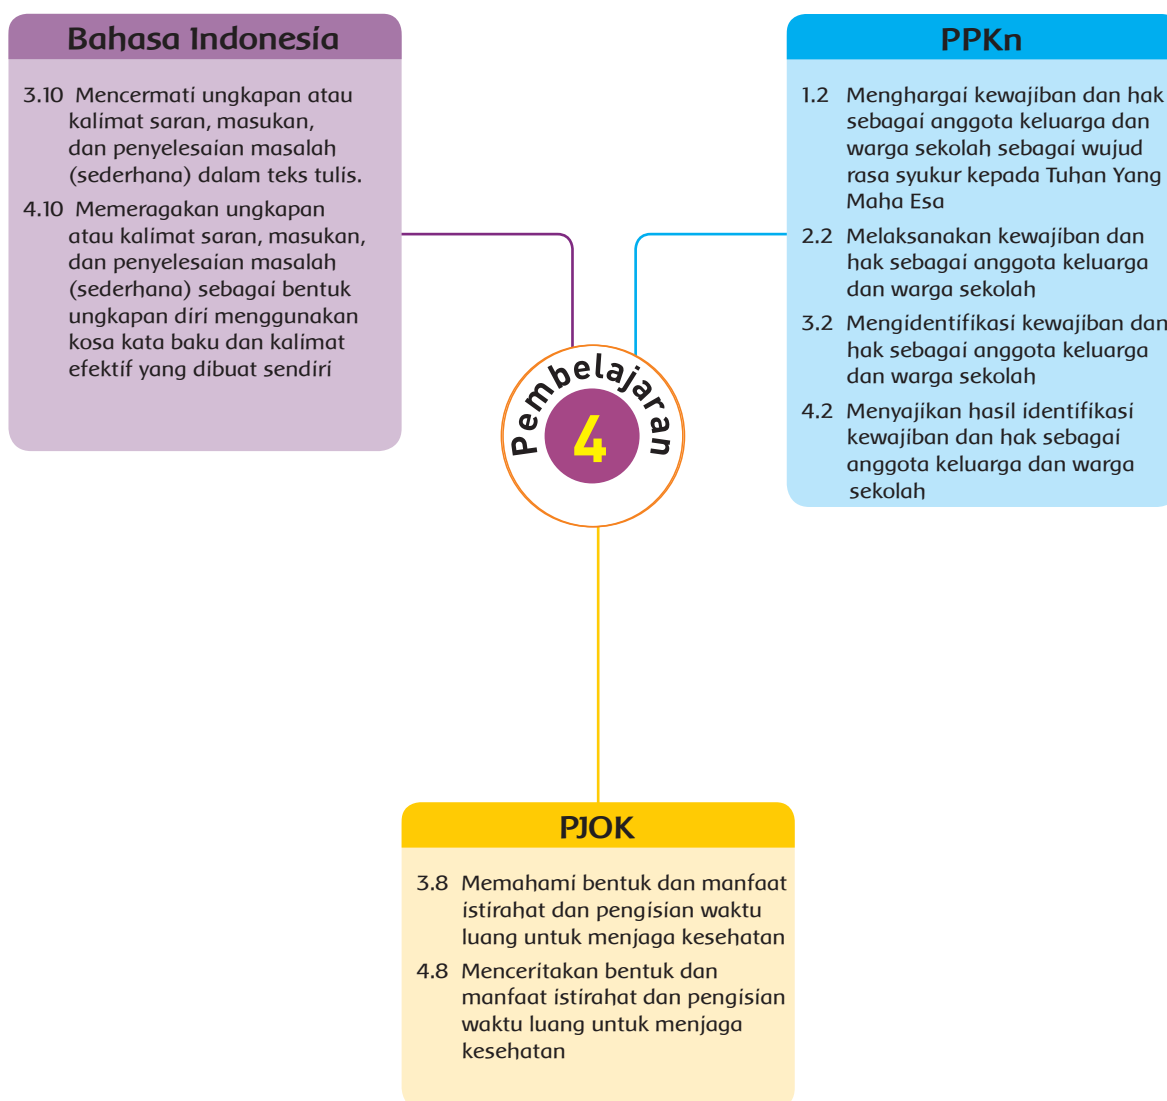 Bahasa Indonesia
3.10 Mencermati ungkapan atau
kalimat saran, masukan,
dan penyelesaian masalah
(sederhana) dalam teks tulis.
4.10 Memeragakan ungkapan
atau kalimat saran, masukan,
dan penyelesaian masalah
(sederhana) sebagai bentuk
ungkapan diri menggunakan
kosa kata baku dan kalimat
efektif yang dibuat sendiri
PPKn
1.2 Menghargai kewajiban dan hak
sebagai anggota keluarga dan
warga sekolah sebagai wujud
rasa syukur kepada Tuhan Yang
Maha Esa
2.2 Melaksanakan kewajiban dan
hak sebagai anggota keluarga
dan warga sekolah
3.2 Mengidentifikasi kewajiban dan
hak sebagai anggota keluarga
dan warga sekolah
4.2 Menyajikan hasil identifikasi
kewajiban dan hak sebagai
anggota keluarga dan warga
sekolah
Pembelajaran
4
PJOK
3.8 Memahami bentuk dan manfaat
istirahat dan pengisian waktu
luang untuk menjaga kesehatan
4.8 Menceritakan bentuk dan
manfaat istirahat dan pengisian
waktu luang untuk menjaga
kesehatan